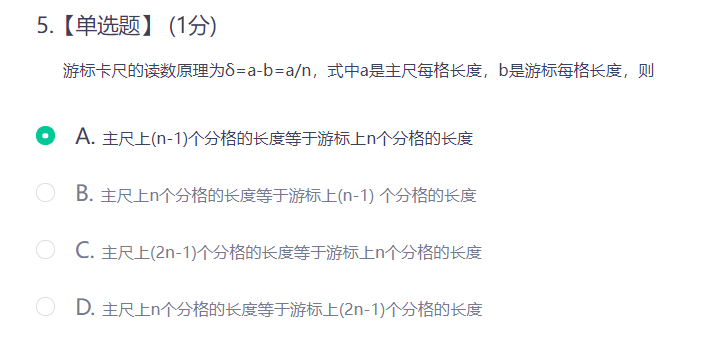 5.【单选题】 (1分)
游标卡尺的读数原理为δ=a-b=a/n，式中a是主尺每格长度，b是游标每格长度，则
A. 主尺上(n-1)个分格的长度等于游标上n个分格的长度
B. 主尺上n个分格的长度等于游标上(n-1) 个分格的长度
C. 主尺上(2n-1)个分格的长度等于游标上n个分格的长度
D. 主尺上n个分格的长度等于游标上(2n-1)个分格的长度